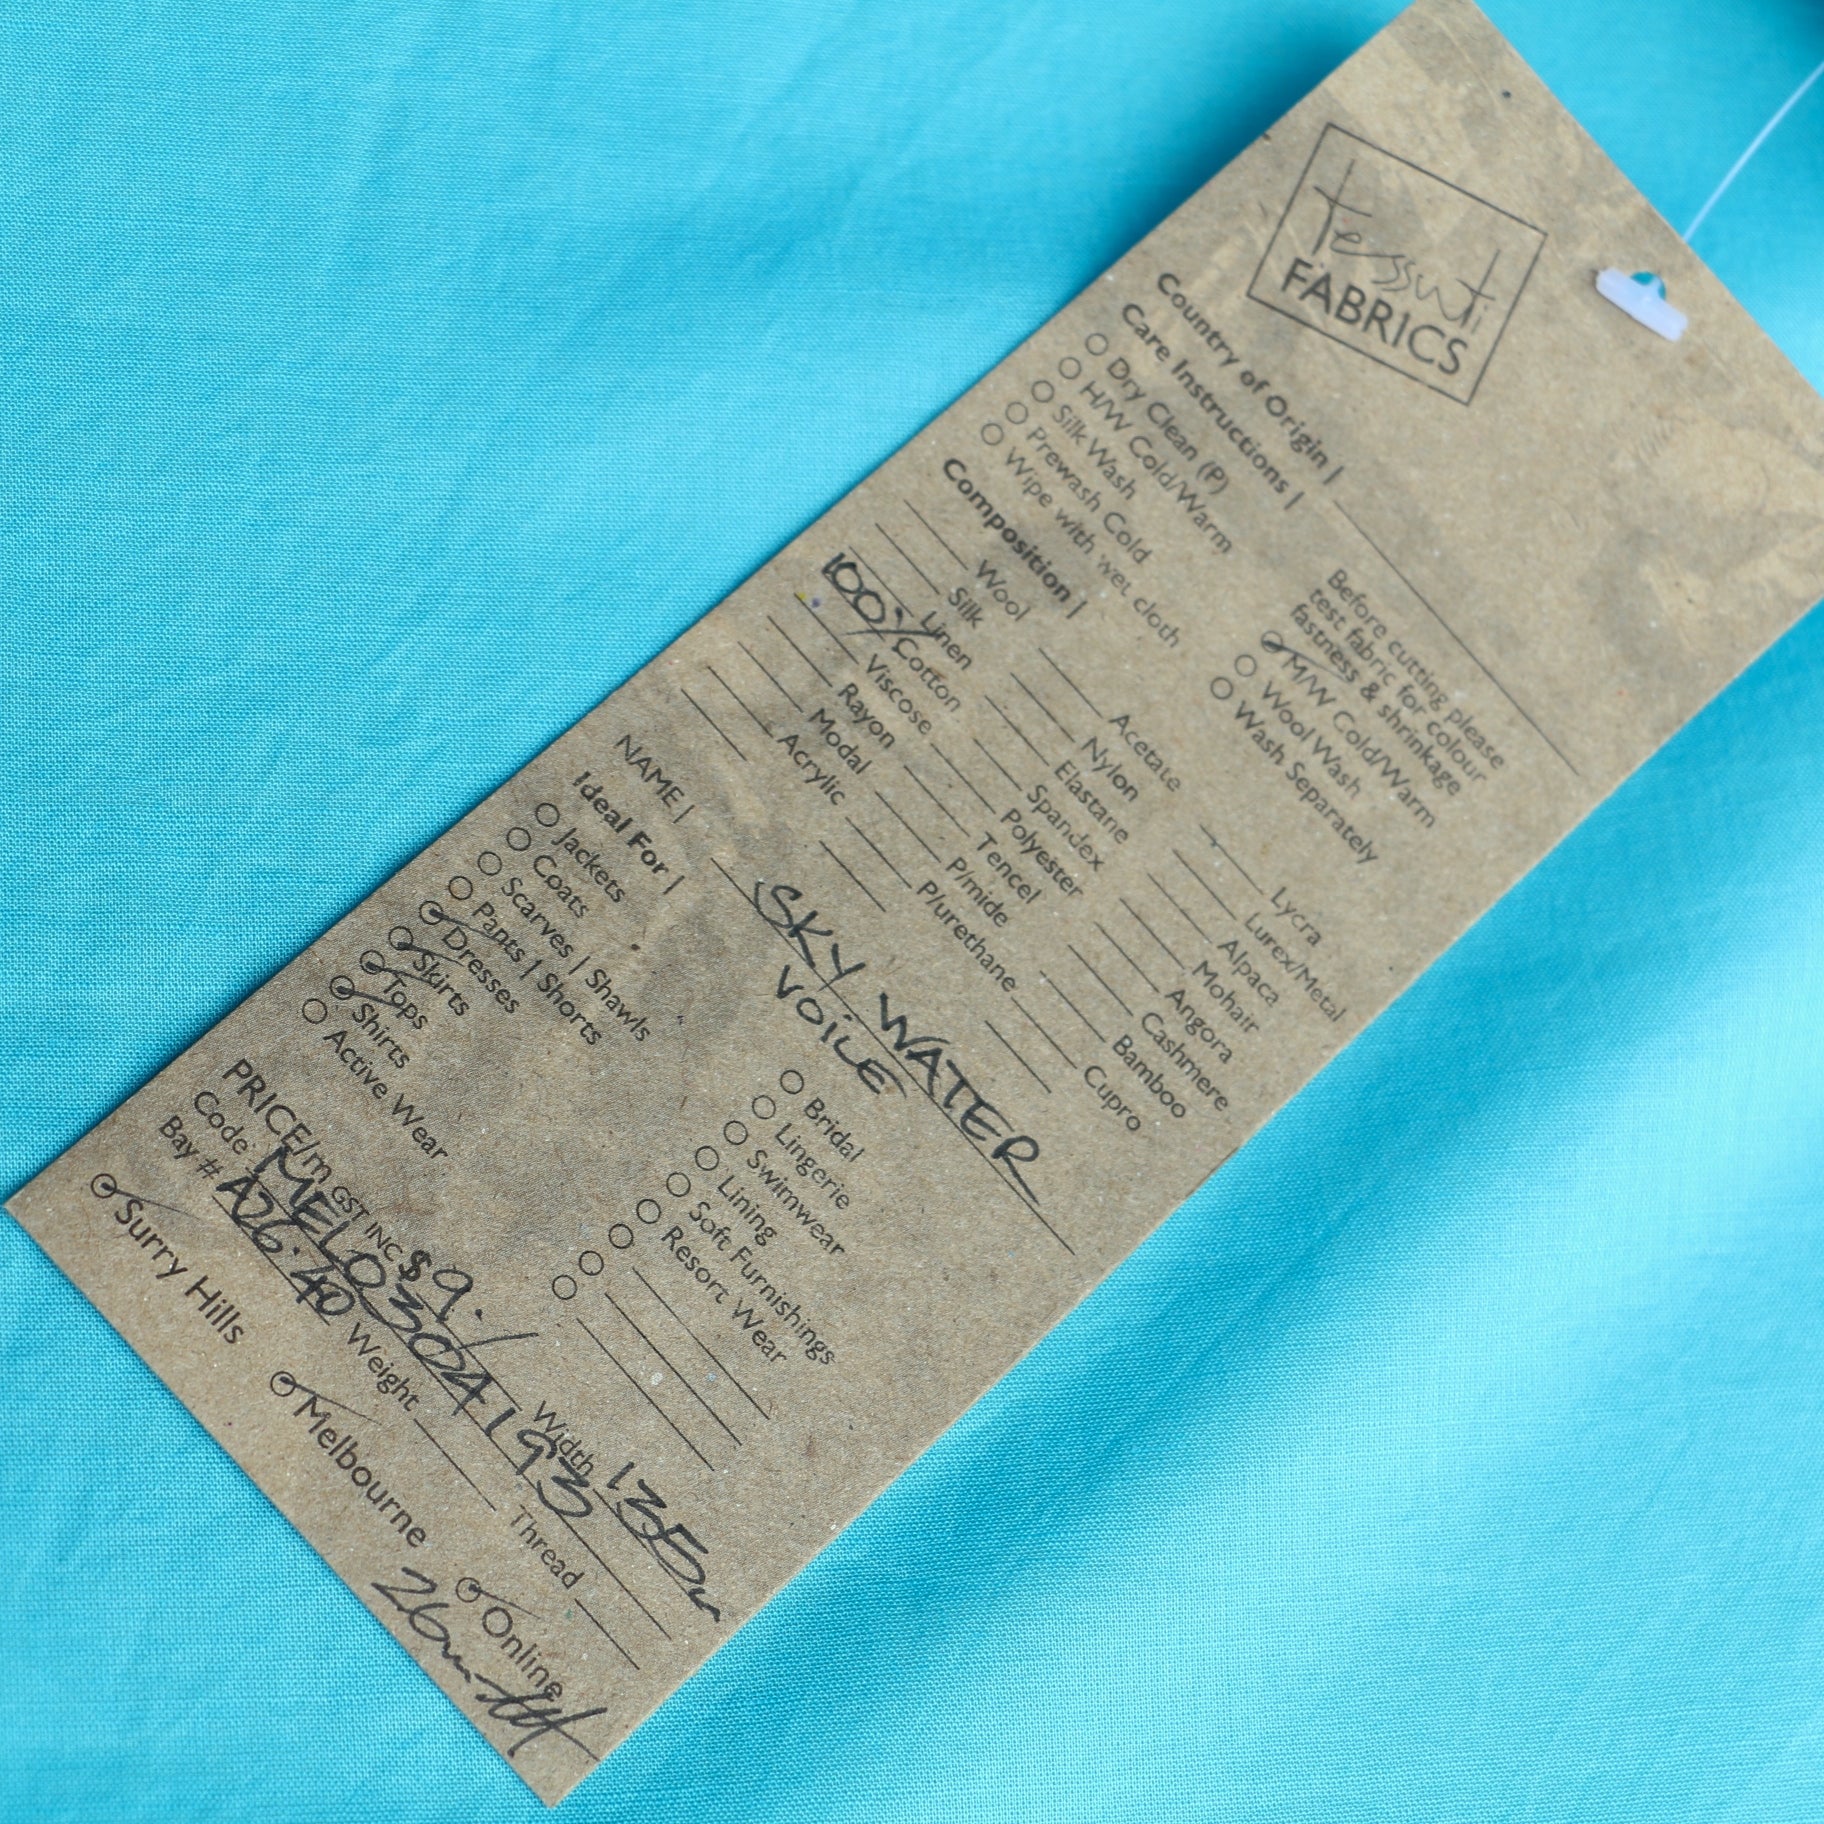 tessuti
FABRICS
Country of Origin |
Care Instructions |
Before cutting please
test fabric for colour
fastness & shrinkage
Dry Clean (P)
H/W Cold/Warm
Silk Wash
Prewash Cold
Wipe with wet cloth
M/W Cold/Warm
Wool Wash
Wash Separately
Composition |
Wool Acetate Lycra
Silk Nylon Lurex/Metal
Linen Elastane Alpaca
100% Cotton Spandex Mohair
Viscose Polyester Angora
Rayon Tencel Cashmere
Modal P/mide Bamboo
Acrylic P/urethane Cupro
NAME | SKY WATER
VOILE
Ideal For |
Jackets Bridal
Coats Lingerie
Scarves | Shawls Swimwear
Pants | Shorts Lining
Dresses Soft Furnishings
Skirts Resort Wear
Tops
Shirts
Active Wear
PRICE/m GST INC $9. Width 135
Code MEL0304193
Bay # A26.40 Weight Thread
Surry Hills Melbourne Online